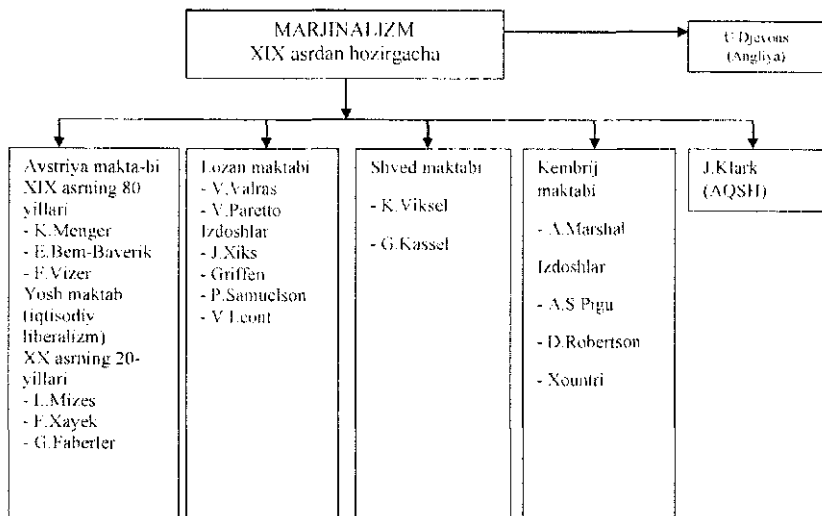 MARJINALIZM
XIX asrdan hozirgacha
U Djevons
(Angliya)
Avstriya makta-bi
XIX asrning 80
yillari
- K.Menger
- E.Bem-Baverik
- F.Vizer
Yosh maktab
(iqtisodiy
liberalizm)
XX asrning 20-
yillari
- L.Mizes
- F.Xayek
- G.Faberler
Lozan maktabi
- V.Valras
- V.Paretto
Izdoshlar
- J.Xiks
- Griffen
- P.Samuelson
- V Leont
Shved maktabi
- K.Viksel
- G.Kassel
Kembrij
maktabi
- A.Marshal
Izdoshlar
- A.S Pigu
- D.Robertson
- Xountri
J.Klark
(AQSH)